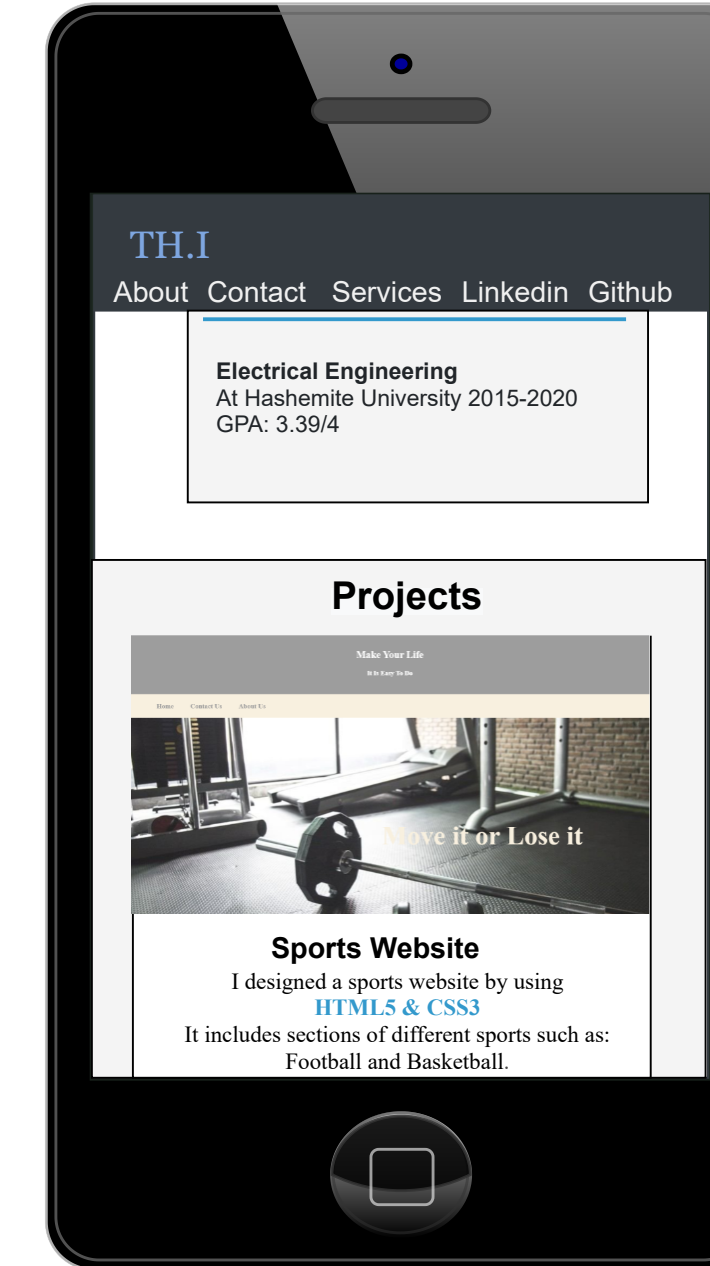 TH.I
About Contact Services Linkedin Github
Electrical Engineering
At Hashemite University 2015-2020
GPA: 3.39/4
Projects
Make Your Life
It Is Easy To Do
Home Contact Us About Us
Move it or Lose it
Sports Website
I designed a sports website by using
HTML5 & CSS3
It includes sections of different sports such as:
Football and Basketball.